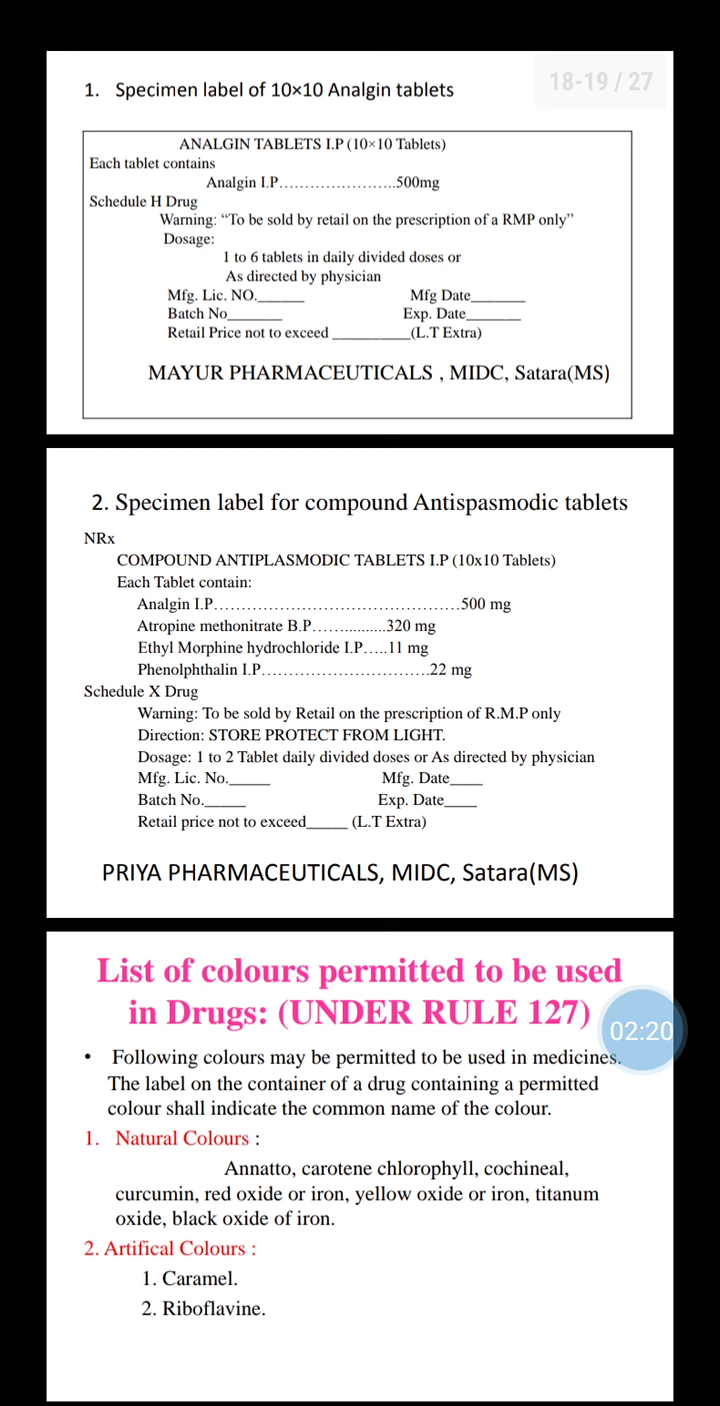 18-19 / 27
1. Specimen label of 10×10 Analgin tablets
ANALGIN TABLETS I.P (10×10 Tablets)
Each tablet contains
Analgin I.P......................500mg
Schedule H Drug
Warning: “To be sold by retail on the prescription of a RMP only”
Dosage:
1 to 6 tablets in daily divided doses or
As directed by physician
Mfg. Lic. NO.______ Mfg Date_______
Batch No_______ Exp. Date_______
Retail Price not to exceed __________(L.T Extra)
MAYUR PHARMACEUTICALS , MIDC, Satara(MS)
2. Specimen label for compound Antispasmodic tablets
NRx
COMPOUND ANTIPLASMODIC TABLETS I.P (10x10 Tablets)
Each Tablet contain:
Analgin I.P.............................................500 mg
Atropine methonitrate B.P................320 mg
Ethyl Morphine hydrochloride I.P.....11 mg
Phenolphthalin I.P...............................22 mg
Schedule X Drug
Warning: To be sold by Retail on the prescription of R.M.P only
Direction: STORE PROTECT FROM LIGHT.
Dosage: 1 to 2 Tablet daily divided doses or As directed by physician
Mfg. Lic. No._____ Mfg. Date____
Batch No._____ Exp. Date____
Retail price not to exceed_____ (L.T Extra)
PRIYA PHARMACEUTICALS, MIDC, Satara(MS)
List of colours permitted to be used
in Drugs: (UNDER RULE 127)
02:20
• Following colours may be permitted to be used in medicines.
The label on the container of a drug containing a permitted
colour shall indicate the common name of the colour.
1. Natural Colours :
Annatto, carotene chlorophyll, cochineal,
curcumin, red oxide or iron, yellow oxide or iron, titanum
oxide, black oxide of iron.
2. Artifical Colours :
1. Caramel.
2. Riboflavine.